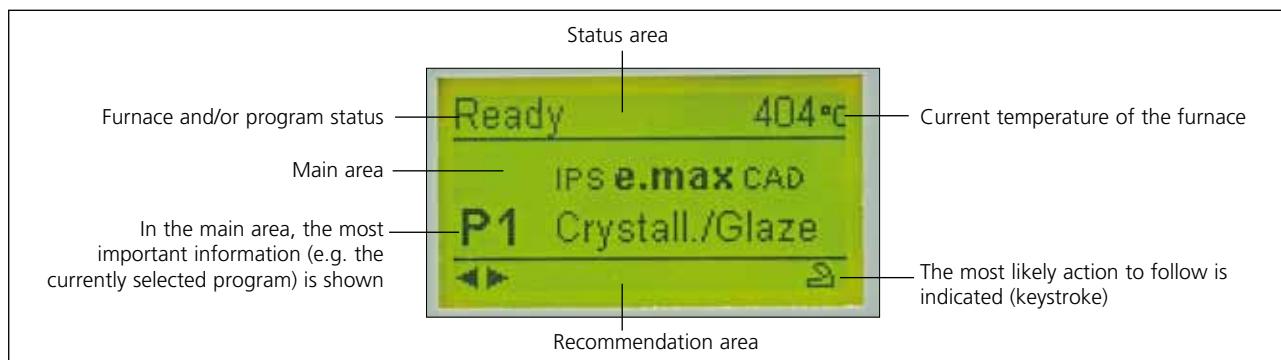 Status area
Furnace and/or program status
Ready
404°C
Current temperature of the furnace
Main area
IPS e.max CAD
In the main area, the most
important information (e.g. the
currently selected program) is shown
P1
Crystall./Glaze
The most likely action to follow is
indicated (keystroke)
Recommendation area